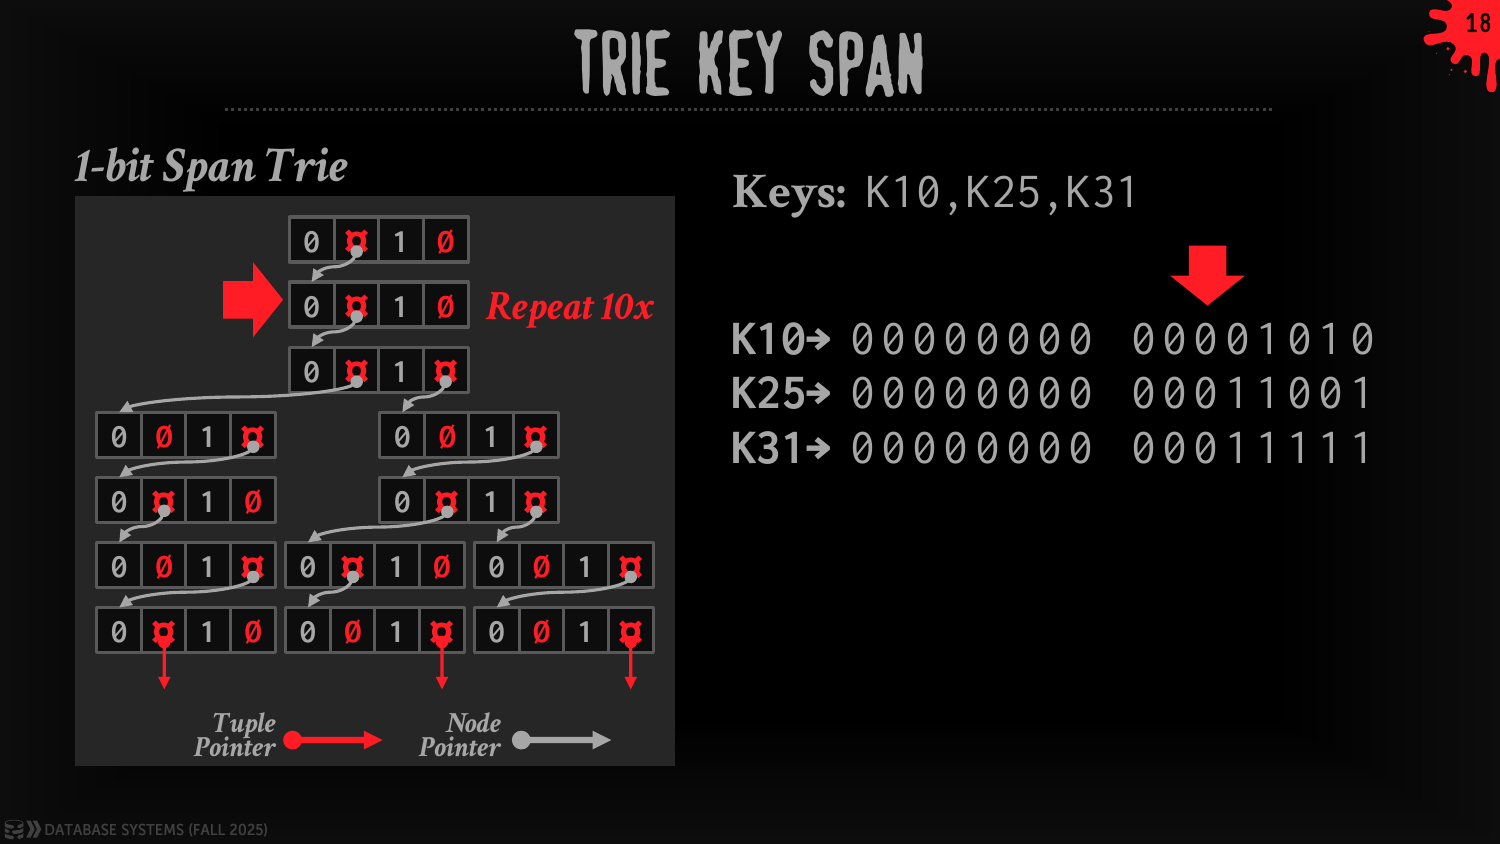 18
TRIE KEY SPAN
1-bit Span Trie
Keys: K10,K25,K31
0 ¤ 1 Ø
0 ¤ 1 Ø Repeat 10x
0 ¤ 1 ¤
0 Ø 1 ¤ 0 Ø 1 ¤
0 ¤ 1 Ø 0 ¤ 1 ¤
0 Ø 1 ¤ 0 ¤ 1 Ø 0 Ø 1 ¤
0 ¤ 1 Ø 0 Ø 1 ¤ 0 Ø 1 ¤
Tuple
Pointer
Node
Pointer
K10→ 00000000 00001010
K25→ 00000000 00011001
K31→ 00000000 00011111
DATABASE SYSTEMS (FALL 2025)